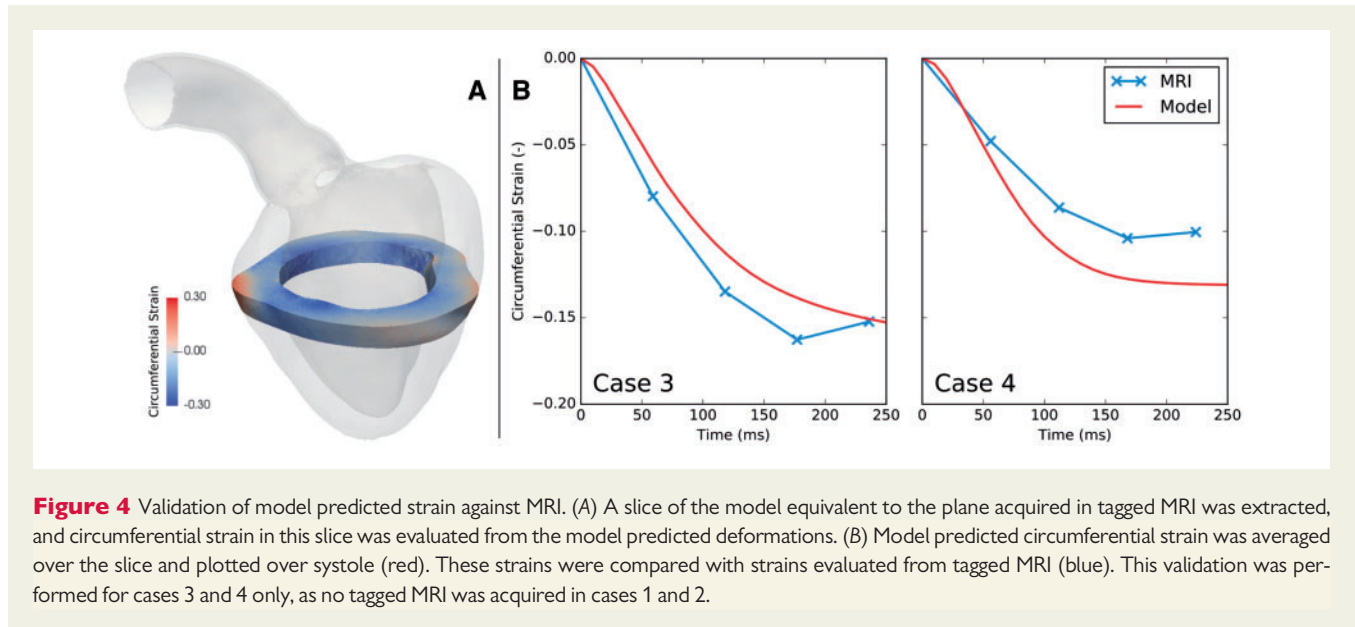 A
B
Circumferential Strain
0.30
0.00
-0.30
Circumferential Strain (-)
0.00
−0.05
−0.10
−0.15
−0.20
Case 3
0 50 100 150 200 250
Time (ms)
MRI
Model
Case 4
0 50 100 150 200 250
Time (ms)
Figure 4 Validation of model predicted strain against MRI. (A) A slice of the model equivalent to the plane acquired in tagged MRI was extracted,
and circumferential strain in this slice was evaluated from the model predicted deformations. (B) Model predicted circumferential strain was averaged
over the slice and plotted over systole (red). These strains were compared with strains evaluated from tagged MRI (blue). This validation was per-
formed for cases 3 and 4 only, as no tagged MRI was acquired in cases 1 and 2.